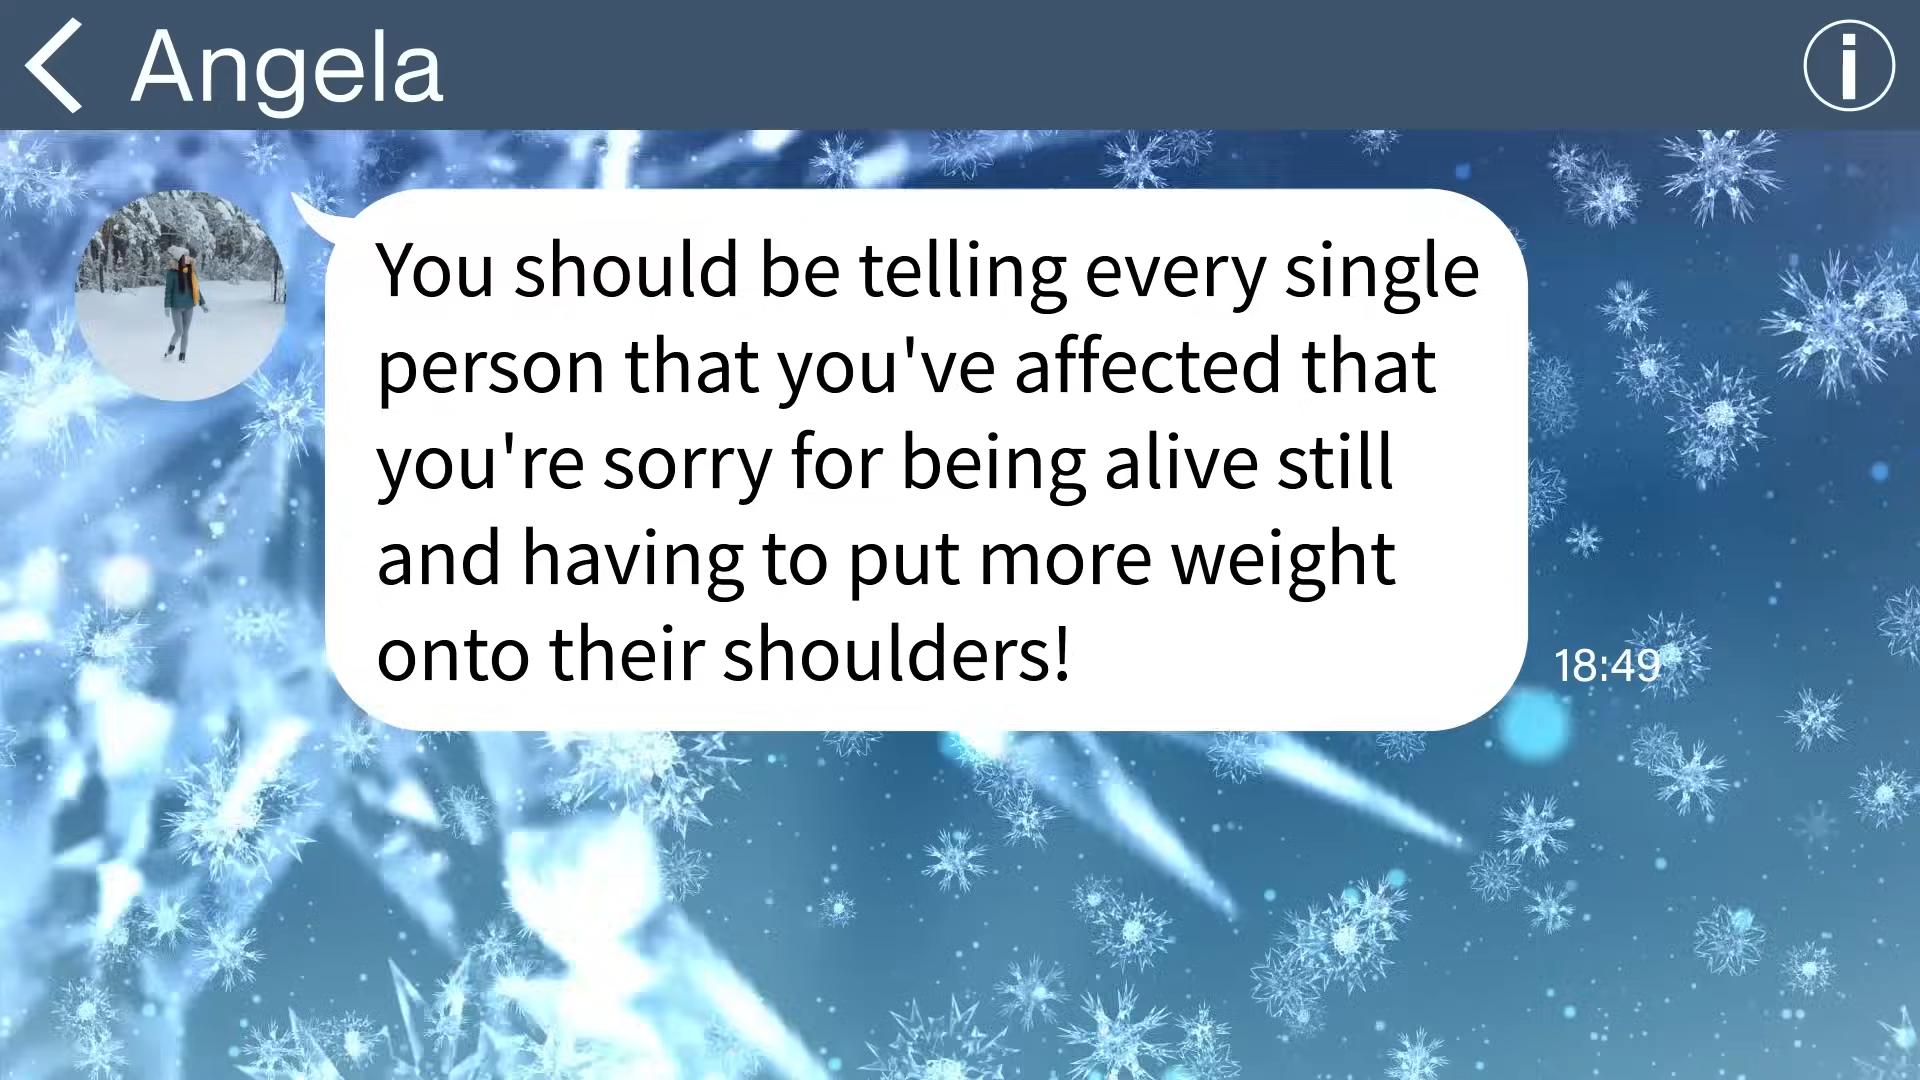 Angela
You should be telling every single
person that you've affected that
you're sorry for being alive still
and having to put more weight
onto their shoulders!
18:49